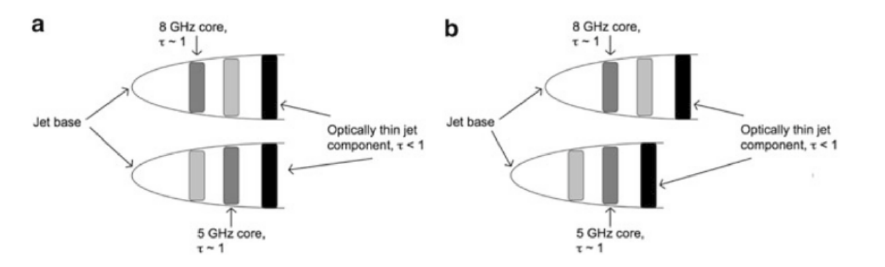 a
8 GHz core,
τ ~ 1
Jet base
Optically thin jet
component, τ < 1
5 GHz core,
τ ~ 1
b
8 GHz core,
τ ~ 1
Jet base
Optically thin jet
component, τ < 1
5 GHz core,
τ ~ 1